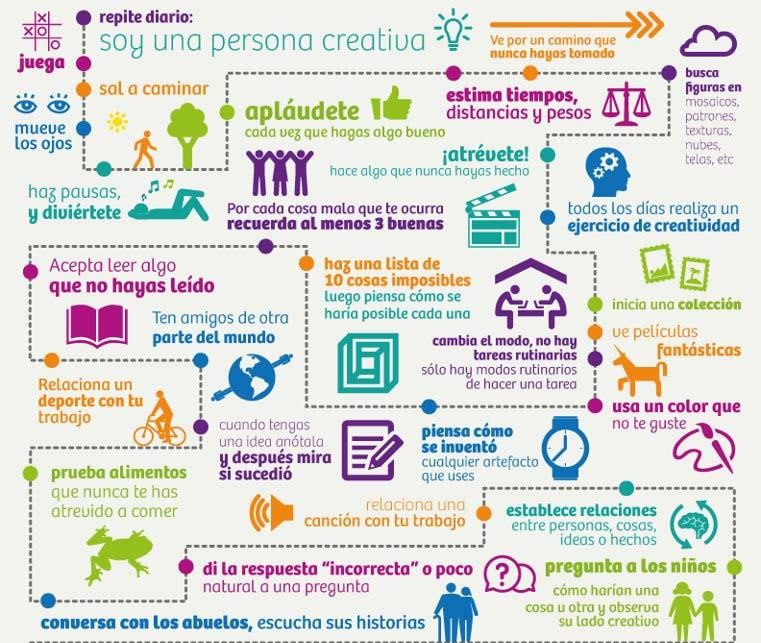 repite diario:
soy una persona creativa
juega
Ve por un camino que
nunca hayas tomado
sal a caminar
mueve
los ojos
apláudete
cada vez que hagas algo bueno
estima tiempos,
distancias y pesos
busca
figuras en
mosaicos,
patrones,
texturas,
nubes,
telas, etc
haz pausas,
y diviértete
¡atrévete!
hace algo que nunca hayas hecho
Por cada cosa mala que te ocurra
recuerda al menos 3 buenas
todos los días realiza un
ejercicio de creatividad
Acepta leer algo
que no hayas leído
haz una lista de
10 cosas imposibles
luego piensa cómo se
haría posible cada una
inicia una colección
Ten amigos de otra
parte del mundo
cambia el modo, no hay
tareas rutinarias
sólo hay modos rutinarios
de hacer una tarea
ve películas
fantásticas
Relaciona un
deporte con tu
trabajo
usa un color que
no te guste
cuando tengas
una idea anótala
y después mira
si sucedió
piensa cómo
se inventó
cualquier artefacto
que uses
prueba alimentos
que nunca te has
atrevido a comer
relaciona una
canción con tu trabajo
establece relaciones
entre personas, cosas,
ideas o hechos
di la respuesta “incorrecta” o poco
natural a una pregunta
pregunta a los niños
cómo harían una
cosa u otra y observa
su lado creativo
conversa con los abuelos, escucha sus historias